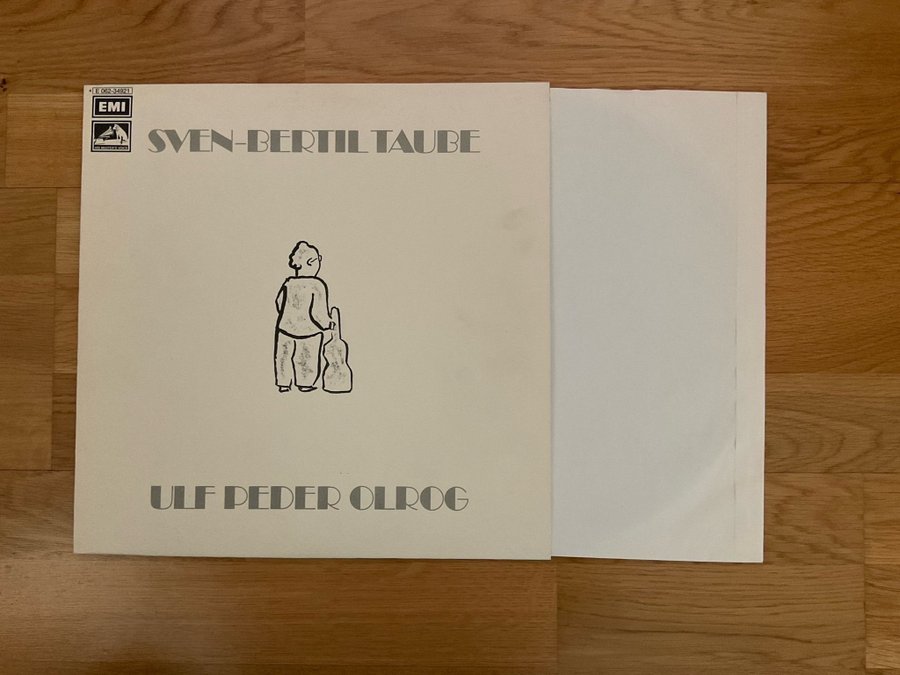 E 062-34921
EMI
SVEN-BERTIL TAUBE
ULF PEDER OLROG